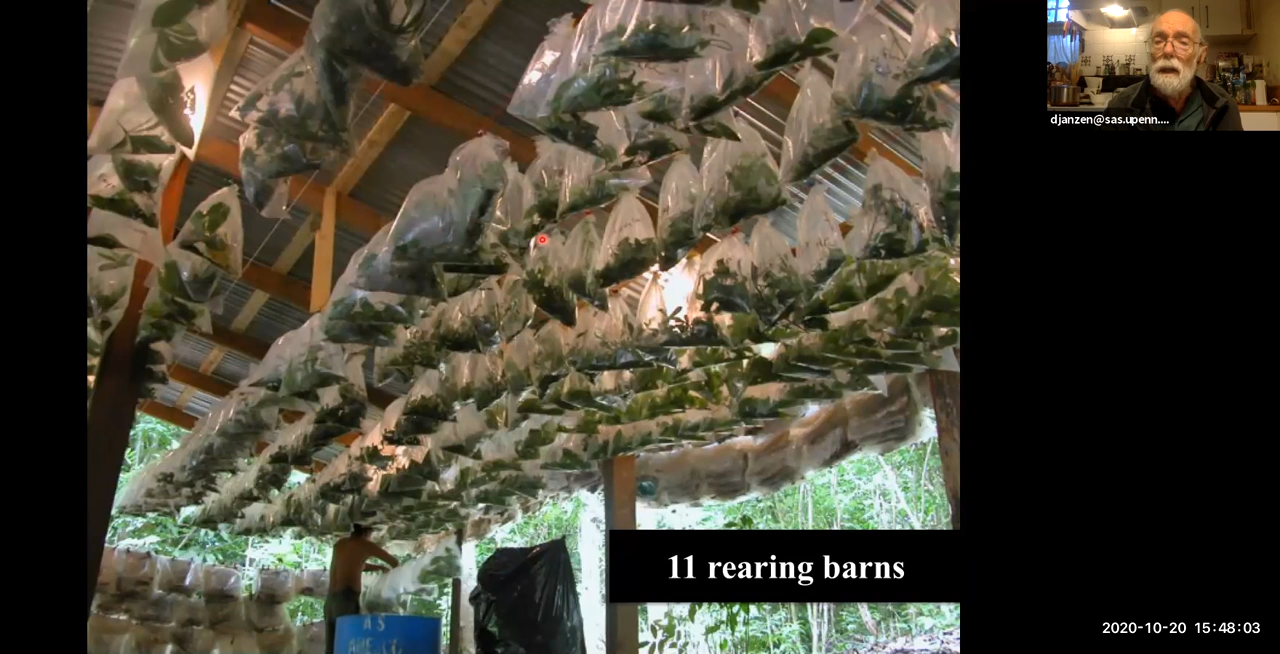 djanzen@sas.upenn....
11 rearing barns
A S
2020-10-20 15:48:03